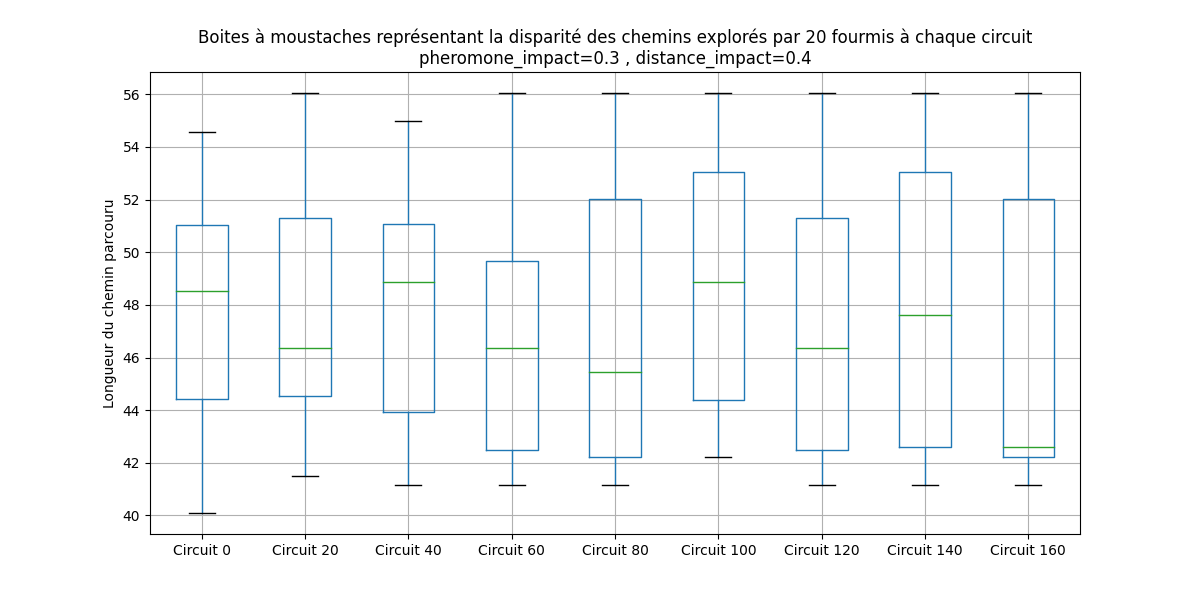 Boites à moustaches représentant la disparité des chemins explorés par 20 fourmis à chaque circuit
pheromone_impact=0.3 , distance_impact=0.4
Longueur du chemin parcouru
56
54
52
50
48
46
44
42
40
Circuit 0
Circuit 20
Circuit 40
Circuit 60
Circuit 80
Circuit 100
Circuit 120
Circuit 140
Circuit 160